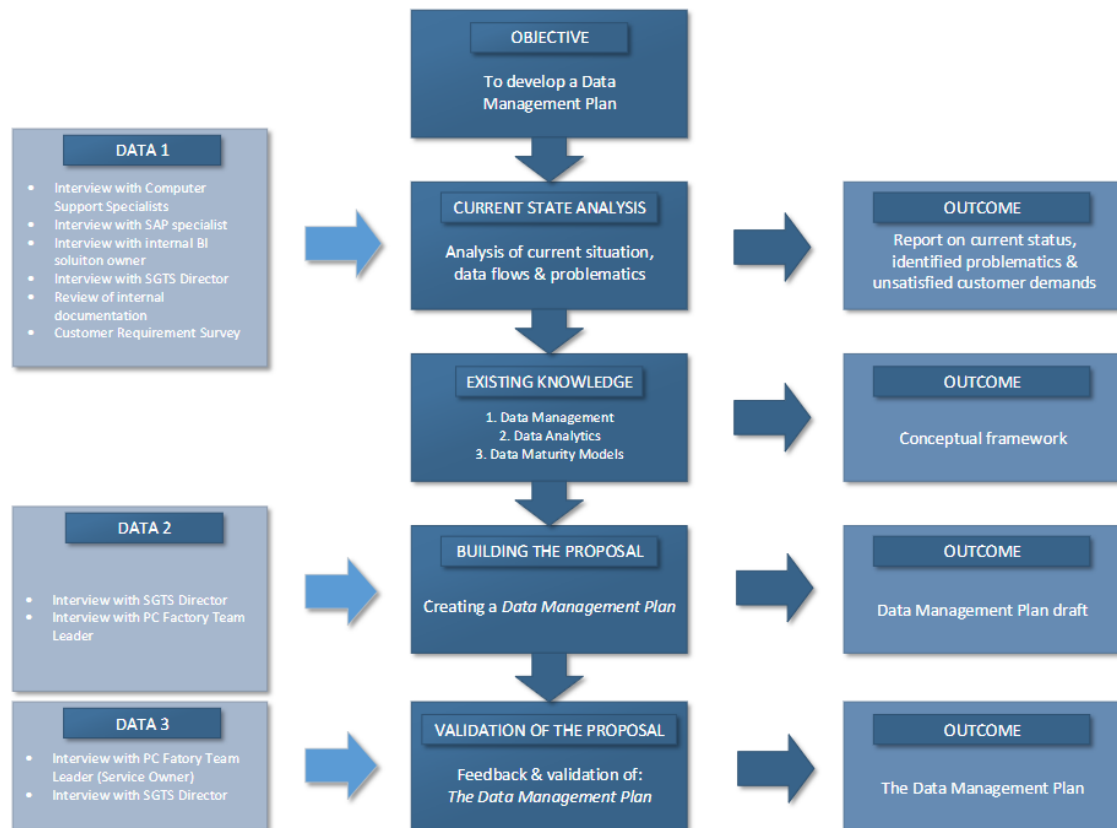 OBJECTIVE
To develop a Data
Management Plan
DATA 1
• Interview with Computer
Support Specialists
• Interview with SAP specialist
• Interview with internal BI
soluiton owner
• Interview with SGTS Director
• Review of internal
documentation
• Customer Requirement Survey
CURRENT STATE ANALYSIS
Analysis of current situation,
data flows & problematics
OUTCOME
Report on current status,
identified problematics &
unsatisfied customer demands
EXISTING KNOWLEDGE
1. Data Management
2. Data Analytics
3. Data Maturity Models
OUTCOME
Conceptual framework
DATA 2
• Interview with SGTS Director
• Interview with PC Factory Team
Leader
BUILDING THE PROPOSAL
Creating a Data Management Plan
OUTCOME
Data Management Plan draft
DATA 3
• Interview with PC Fatory Team
Leader (Service Owner)
• Interview with SGTS Director
VALIDATION OF THE PROPOSAL
Feedback & validation of:
The Data Management Plan
OUTCOME
The Data Management Plan